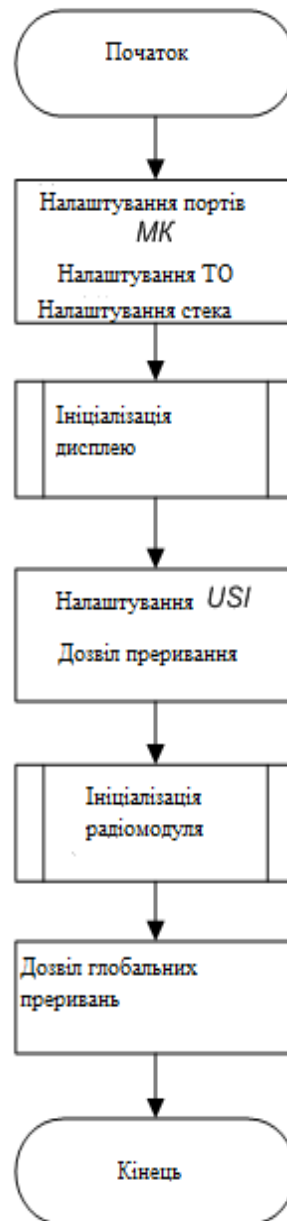 Початок
Налаштування портів
МК
Налаштування ТО
Налаштування стека
Ініціалізація
дисплею
Налаштування USI
Дозвіл преривання
Ініціалізація
радіомодуля
Дозвіл глобальних
преривань
Кінець